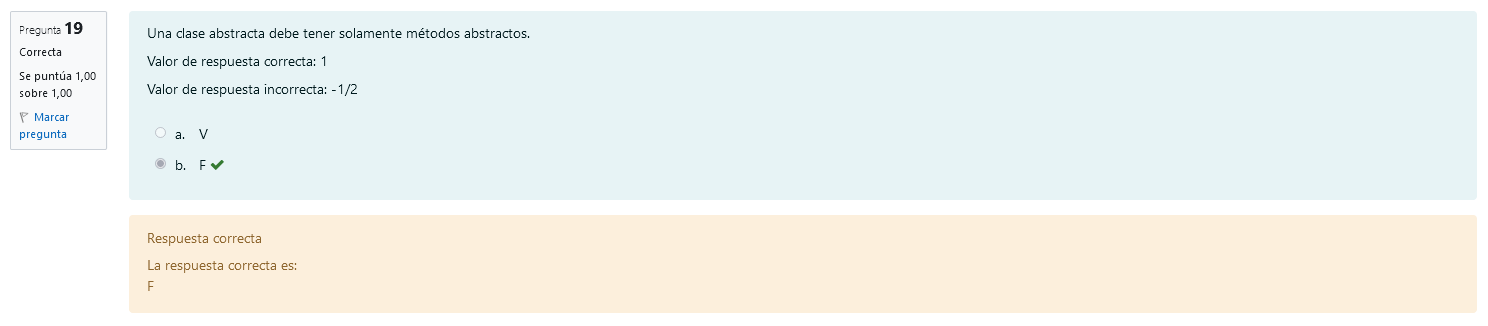 Pregunta 19
Correcta
Se puntúa 1,00
sobre 1,00
Marcar
pregunta
Una clase abstracta debe tener solamente métodos abstractos.
Valor de respuesta correcta: 1
Valor de respuesta incorrecta: -1/2
a. V
b. F
Respuesta correcta
La respuesta correcta es:
F